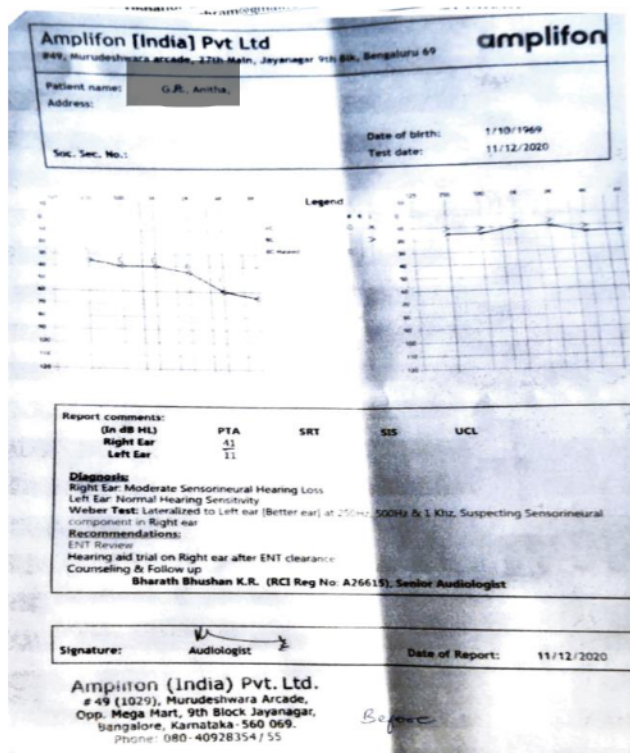 Amplifon [India] Pvt Ltd
amplifon
#49, Murudeshwara arcade, 27th Main, Jayanagar 9th Blk, Bengaluru 69
Patient name: G.R., Anitha,
Address:
Date of birth: 1/10/1969
Soc. Sec. No.:
Test date: 11/12/2020
Legend
Report comments:
(In dB HL) PTA SRT SIS UCL
Right Ear 41
Left Ear 11
Diagnosis:
Right Ear: Moderate Sensorineural Hearing Loss
Left Ear: Normal Hearing Sensitivity
Weber Test: Lateralized to Left ear [Better ear] at 250Hz, 500Hz & 1 Khz, Suspecting Sensorineural
component in Right ear
Recommendations:
ENT Review
Hearing aid trial on Right ear after ENT clearance
Counseling & Follow up
Bharath Bhushan K.R. (RCI Reg No: A26615), Senior Audiologist
Signature: Audiologist Date of Report: 11/12/2020
Amplifon (India) Pvt. Ltd.
# 49 (1029), Murudeshwara Arcade,
Opp. Mega Mart, 9th Block Jayanagar,
Bangalore, Karnataka-560 069.
Phone: 080-40928354/55
Before